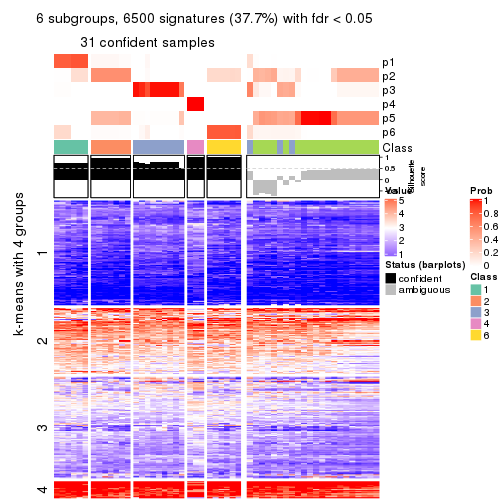 6 subgroups, 6500 signatures (37.7%) with fdr < 0.05
31 confident samples
p1
p2
p3
p4
p5
p6
Class
1
0.5
0
Silhouette
score
k-means with 4 groups
1
2
3
4
Value
5
4
3
2
1
Status (barplots)
confident
ambiguous
Prob
1
0.8
0.6
0.4
0.2
0
Class
1
2
3
4
6